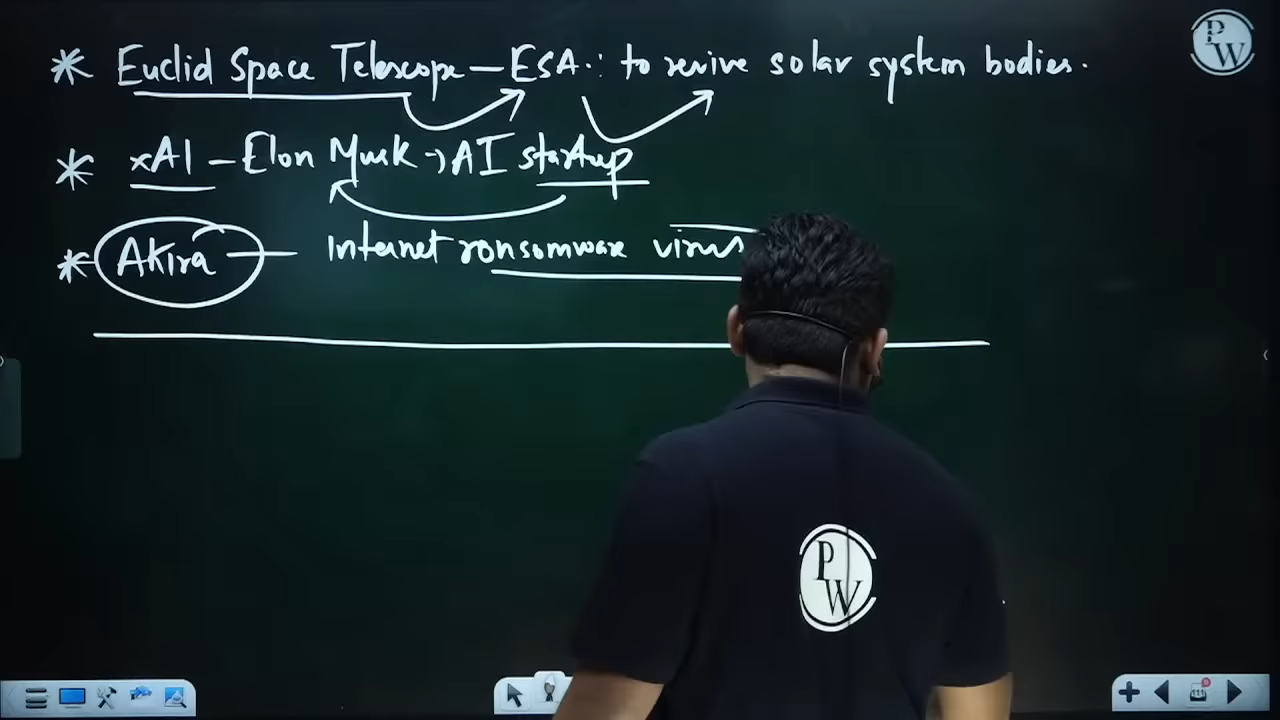 * Euclid Space Telescope – ESA : to revive solar system bodies.
* xAI – Elon Musk → AI startup
* Akira – Internet ronsomware virus
PW
PW